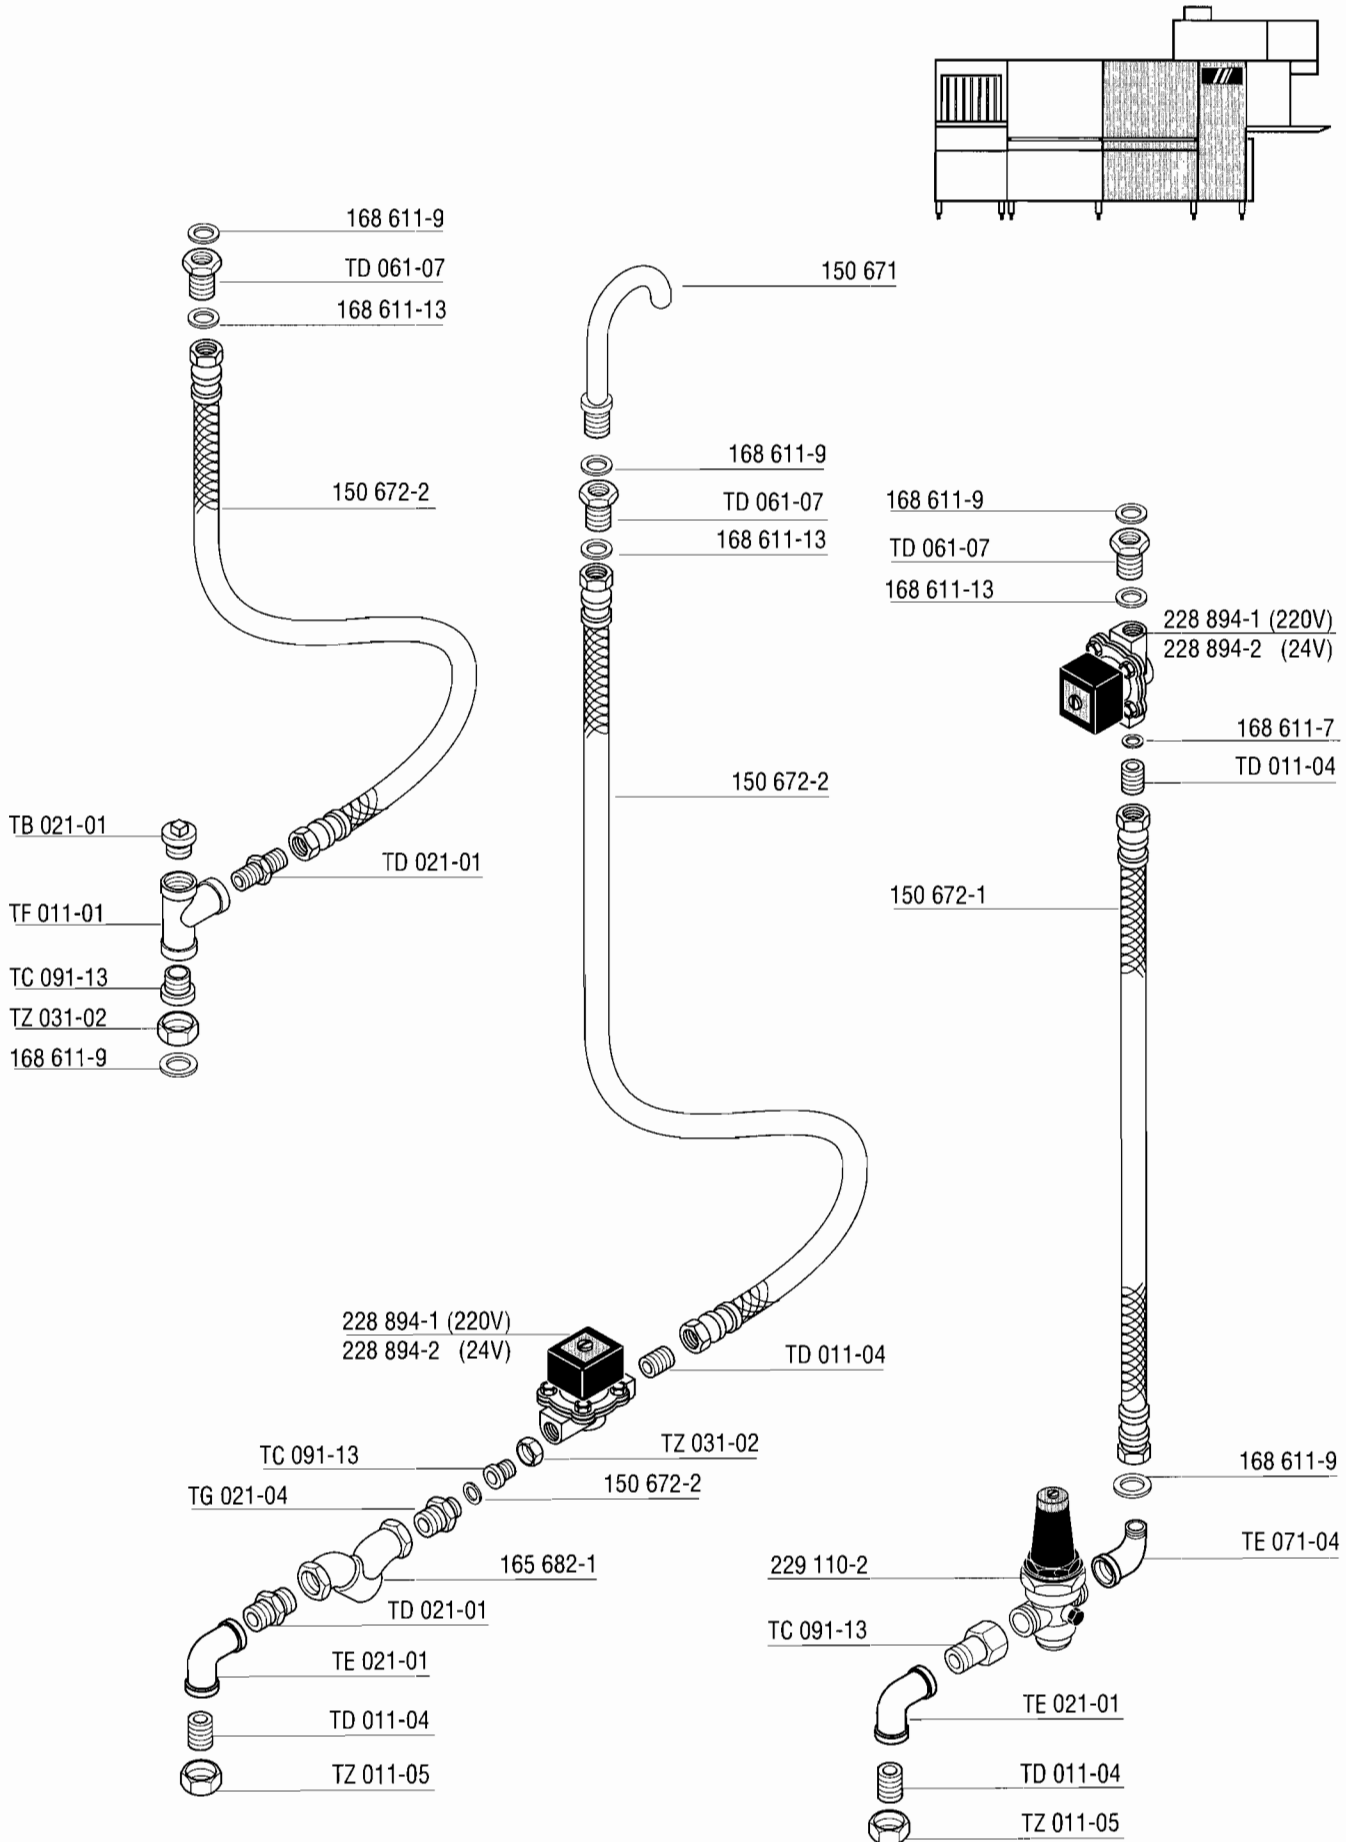 168 611-9
TD 061-07
168 611-13
150 672-2
TB 021-01
TD 021-01
TF 011-01
TC 091-13
TZ 031-02
168 611-9
150 671
168 611-9
TD 061-07
168 611-13
150 672-2
228 894-1 (220V)
228 894-2 (24V)
TD 011-04
TZ 031-02
TC 091-13
150 672-2
TG 021-04
165 682-1
TD 021-01
TE 021-01
TD 011-04
TZ 011-05
168 611-9
TD 061-07
168 611-13
228 894-1 (220V)
228 894-2 (24V)
168 611-7
TD 011-04
150 672-1
168 611-9
TE 071-04
229 110-2
TC 091-13
TE 021-01
TD 011-04
TZ 011-05